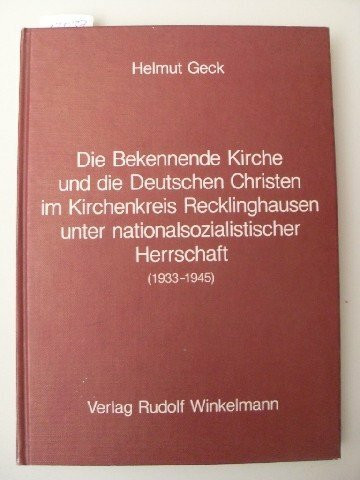 Helmut Geck
Die Bekennende Kirche
und die Deutschen Christen
im Kirchenkreis Recklinghausen
unter nationalsozialistischer
Herrschaft
(1933-1945)
Verlag Rudolf Winkelmann